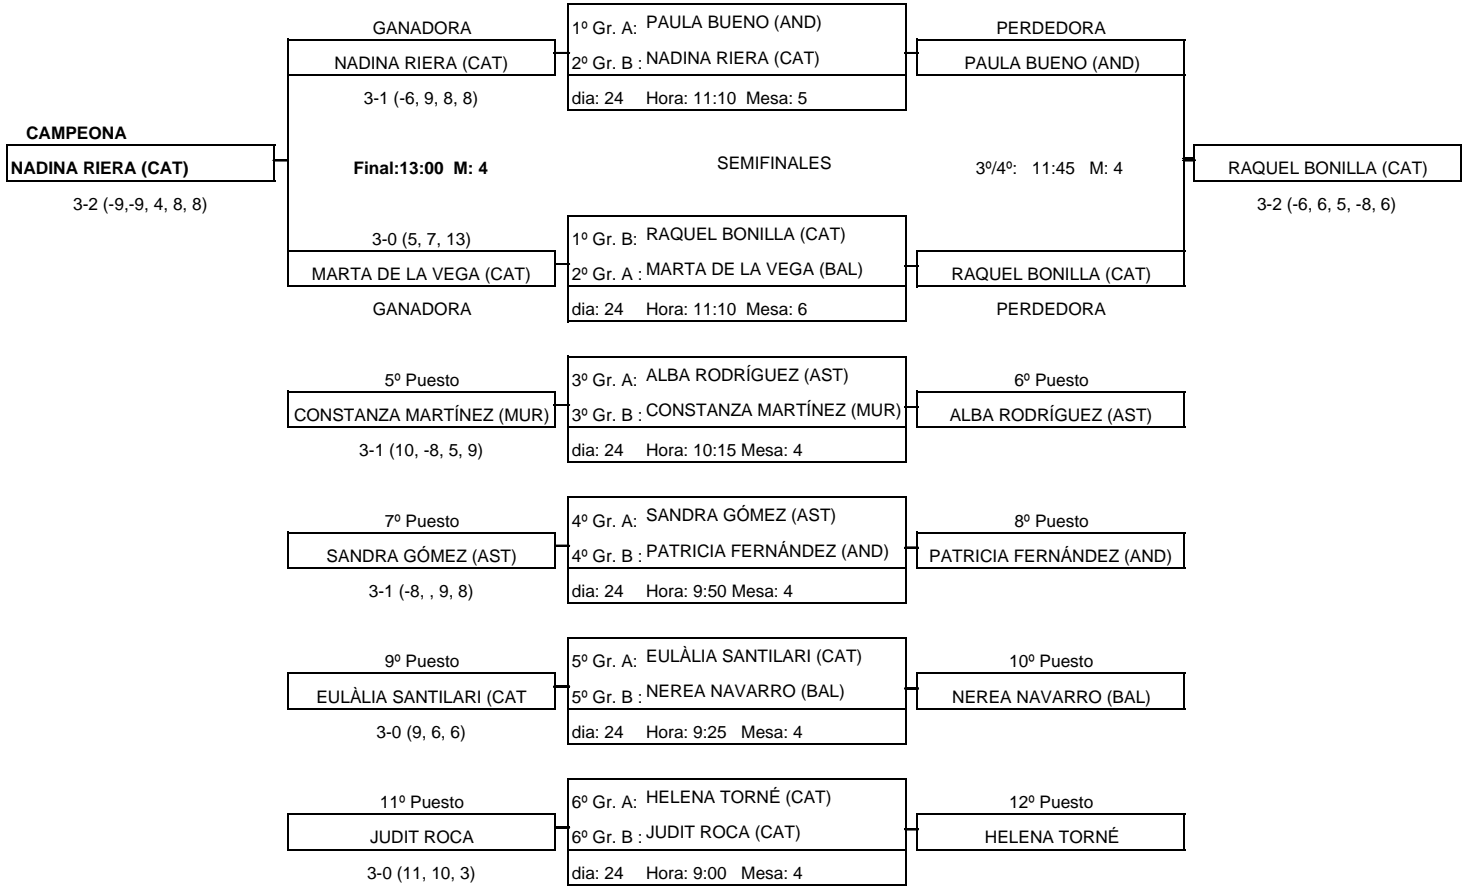 GANADORA
1º Gr. A: PAULA BUENO (AND)
PERDEDORA
NADINA RIERA (CAT)
2º Gr. B : NADINA RIERA (CAT)
PAULA BUENO (AND)
3-1 (-6, 9, 8, 8)
dia: 24 Hora: 11:10 Mesa: 5
CAMPEONA
NADINA RIERA (CAT)
Final:13:00 M: 4
SEMIFINALES
3º/4º: 11:45 M: 4
RAQUEL BONILLA (CAT)
3-2 (-9,-9, 4, 8, 8)
3-2 (-6, 6, 5, -8, 6)
3-0 (5, 7, 13)
1º Gr. B: RAQUEL BONILLA (CAT)
MARTA DE LA VEGA (CAT)
2º Gr. A : MARTA DE LA VEGA (BAL)
RAQUEL BONILLA (CAT)
GANADORA
dia: 24 Hora: 11:10 Mesa: 6
PERDEDORA
5º Puesto
3º Gr. A: ALBA RODRÍGUEZ (AST)
6º Puesto
CONSTANZA MARTÍNEZ (MUR)
3º Gr. B : CONSTANZA MARTÍNEZ (MUR)
ALBA RODRÍGUEZ (AST)
3-1 (10, -8, 5, 9)
dia: 24 Hora: 10:15 Mesa: 4
7º Puesto
4º Gr. A: SANDRA GÓMEZ (AST)
8º Puesto
SANDRA GÓMEZ (AST)
4º Gr. B : PATRICIA FERNÁNDEZ (AND)
PATRICIA FERNÁNDEZ (AND)
3-1 (-8, , 9, 8)
dia: 24 Hora: 9:50 Mesa: 4
9º Puesto
5º Gr. A: EULÀLIA SANTILARI (CAT)
10º Puesto
EULÀLIA SANTILARI (CAT
5º Gr. B : NEREA NAVARRO (BAL)
NEREA NAVARRO (BAL)
3-0 (9, 6, 6)
dia: 24 Hora: 9:25 Mesa: 4
11º Puesto
6º Gr. A: HELENA TORNÉ (CAT)
12º Puesto
JUDIT ROCA
6º Gr. B : JUDIT ROCA (CAT)
HELENA TORNÉ
3-0 (11, 10, 3)
dia: 24 Hora: 9:00 Mesa: 4